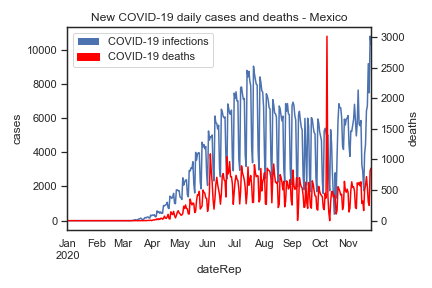 New COVID-19 daily cases and deaths - Mexico
COVID-19 infections
COVID-19 deaths
cases
10000
8000
6000
4000
2000
0
deaths
3000
2500
2000
1500
1000
500
0
Jan Feb Mar Apr May Jun Jul Aug Sep Oct Nov
2020
dateRep